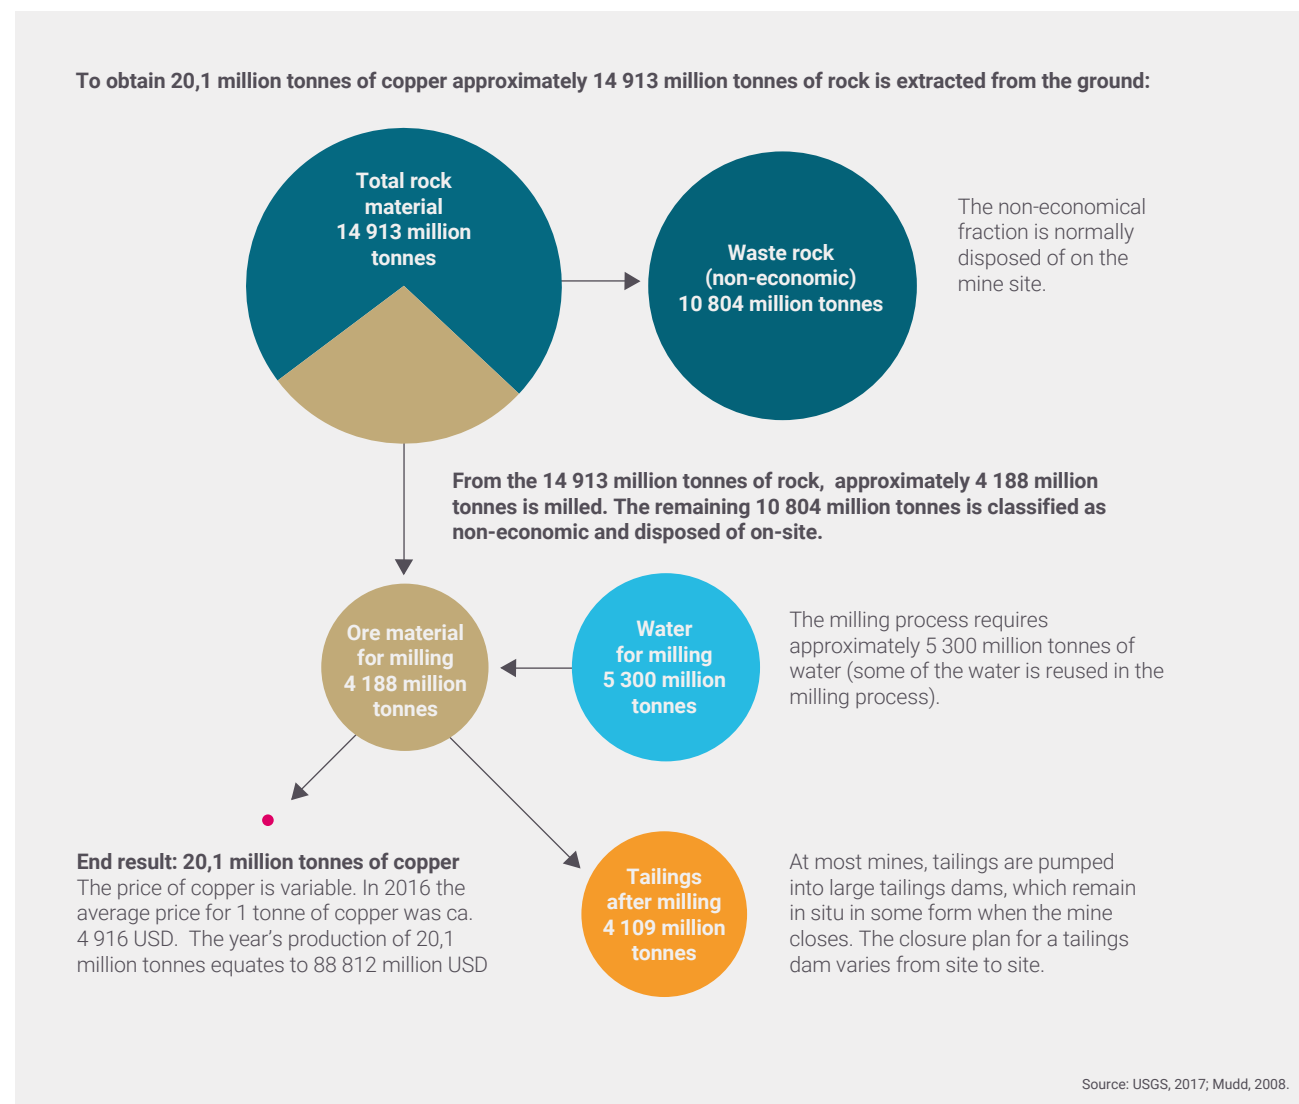 To obtain 20,1 million tonnes of copper approximately 14 913 million tonnes of rock is extracted from the ground:
Total rock
material
14 913 million
tonnes
Waste rock
(non-economic)
10 804 million tonnes
The non-economical
fraction is normally
disposed of on the
mine site.
From the 14 913 million tonnes of rock,  approximately 4 188 million
tonnes is milled. The remaining 10 804 million tonnes is classified as
non-economic and disposed of on-site.
Ore material
for milling
4 188 million
tonnes
Water
for milling
5 300 million
tonnes
The milling process requires
approximately 5 300 million tonnes of
water (some of the water is reused in the
milling process).
End result: 20,1 million tonnes of copper
The price of copper is variable. In 2016 the
average price for 1 tonne of copper was ca.
4 916 USD.  The year’s production of 20,1
million tonnes equates to 88 812 million USD
Tailings
after milling
4 109 million
tonnes
At most mines, tailings are pumped
into large tailings dams, which remain
in situ in some form when the mine
closes. The closure plan for a tailings
dam varies from site to site.
Source: USGS, 2017; Mudd, 2008.